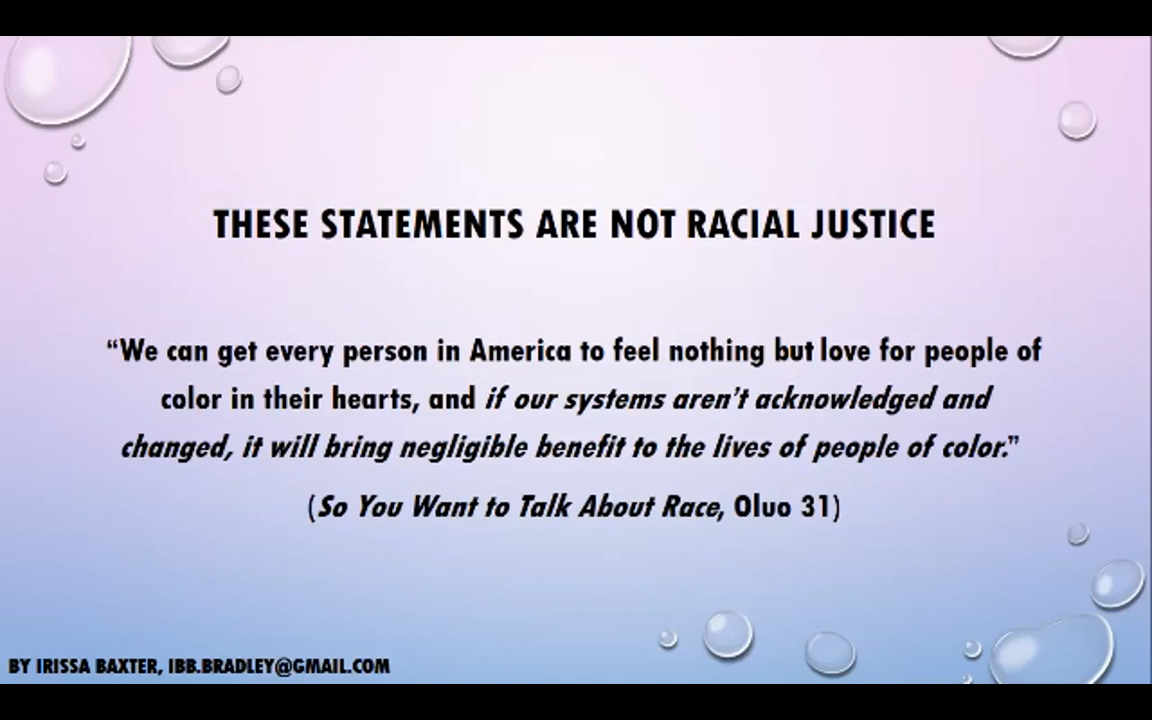 THESE STATEMENTS ARE NOT RACIAL JUSTICE
“We can get every person in America to feel nothing but love for people of
color in their hearts, and if our systems aren’t acknowledged and
changed, it will bring negligible benefit to the lives of people of color.”
(So You Want to Talk About Race, Oluo 31)
BY IRISSA BAXTER, IBB.BRADLEY@GMAIL.COM